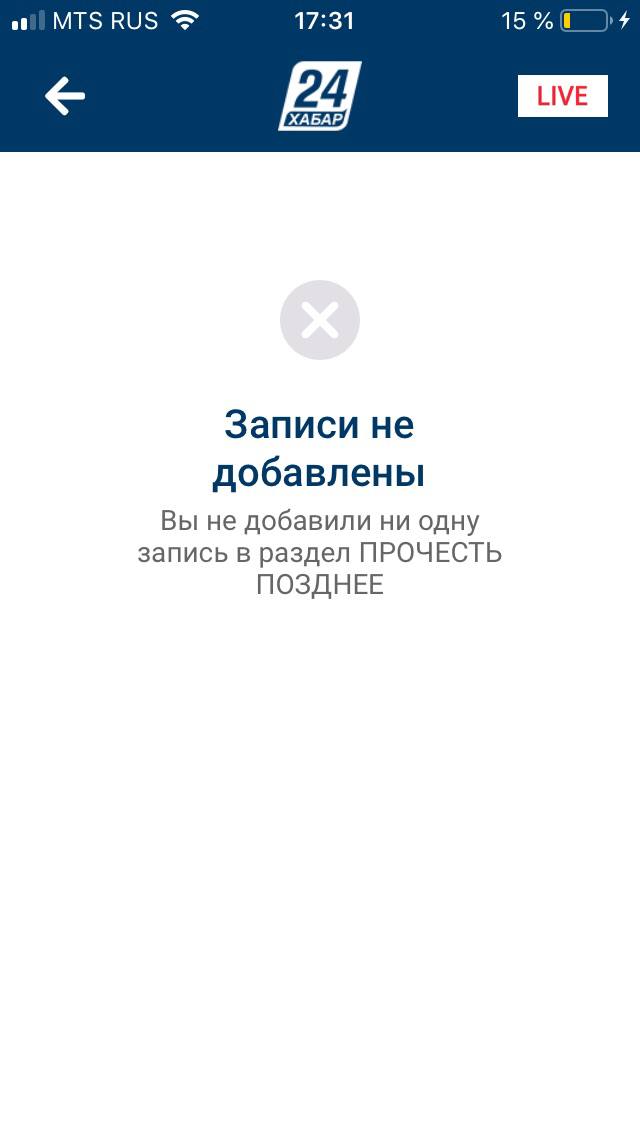 MTS RUS 17:31 15 %
24
ХАБАР
LIVE
Записи не
добавлены
Вы не добавили ни одну
запись в раздел ПРОЧЕСТЬ
ПОЗДНЕЕ